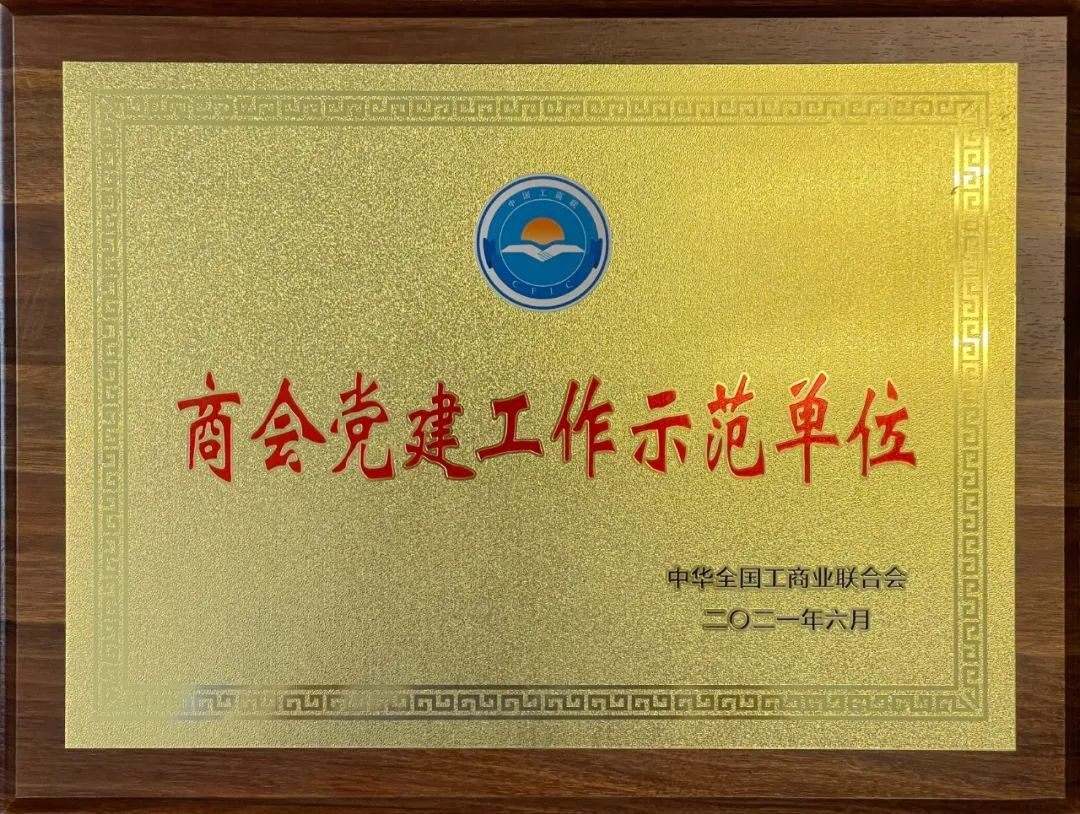 中国工商联
CFIC
商会党建工作示范单位
中华全国工商业联合会
二〇二一年六月